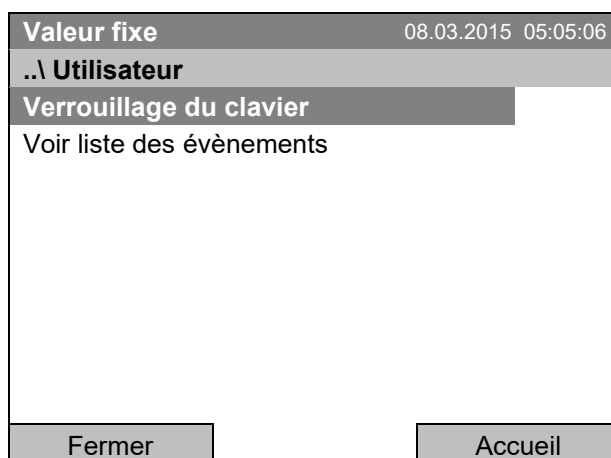 Valeur fixe 08.03.2015 05:05:06
..\ Utilisateur
Verrouillage du clavier
Voir liste des évènements
Fermer Accueil